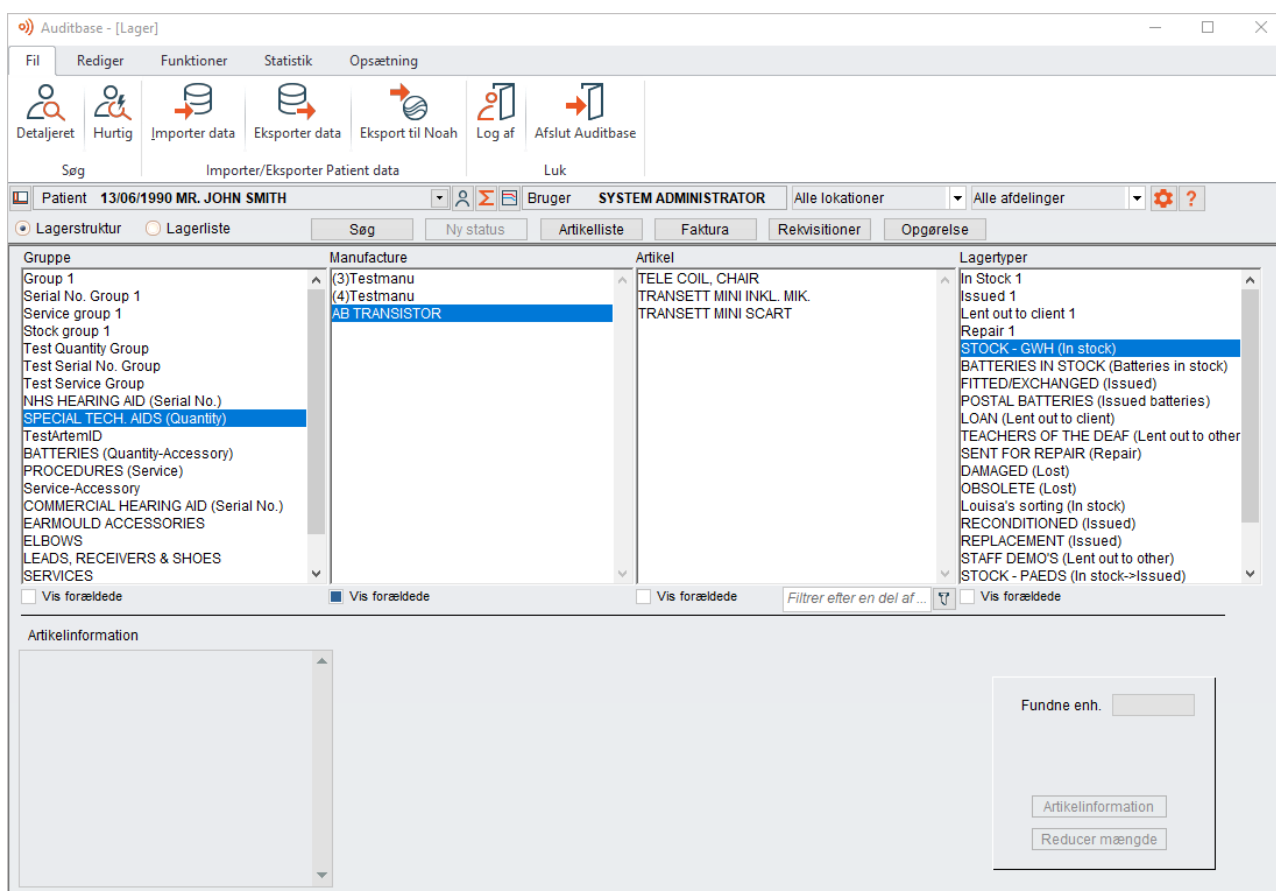 Auditbase - [Lager]
Fil Rediger Funktioner Statistik Opsætning
Detaljeret Hurtig Importer data Eksporter data Eksport til Noah Log af Afslut Auditbase
Søg Importer/Eksporter Patient data Luk
Patient 13/06/1990 MR. JOHN SMITH Bruger SYSTEM ADMINISTRATOR Alle lokationer Alle afdelinger ?
Lagerstruktur Lagerliste Søg Ny status Artikelliste Faktura Rekvisitioner Opgørelse
Gruppe
Group 1
Serial No. Group 1
Service group 1
Stock group 1
Test Quantity Group
Test Serial No. Group
Test Service Group
NHS HEARING AID (Serial No.)
SPECIAL TECH. AIDS (Quantity)
TestArtemID
BATTERIES (Quantity-Accessory)
PROCEDURES (Service)
Service-Accessory
COMMERCIAL HEARING AID (Serial No.)
EARMOULD ACCESSORIES
ELBOWS
LEADS, RECEIVERS & SHOES
SERVICES
Vis forældede
Manufacture
(3)Testmanu
(4)Testmanu
AB TRANSISTOR
Vis forældede
Artikel
TELE COIL, CHAIR
TRANSETT MINI INKL. MIK.
TRANSETT MINI SCART
Vis forældede Filtrer efter en del af ...
Lagertyper
In Stock 1
Issued 1
Lent out to client 1
Repair 1
STOCK - GWH (In stock)
BATTERIES IN STOCK (Batteries in stock)
FITTED/EXCHANGED (Issued)
POSTAL BATTERIES (Issued batteries)
LOAN (Lent out to client)
TEACHERS OF THE DEAF (Lent out to other
SENT FOR REPAIR (Repair)
DAMAGED (Lost)
OBSOLETE (Lost)
Louisa's sorting (In stock)
RECONDITIONED (Issued)
REPLACEMENT (Issued)
STAFF DEMO'S (Lent out to other)
STOCK - PAEDS (In stock->Issued)
Vis forældede
Artikelinformation
Fundne enh.
Artikelinformation
Reducer mængde